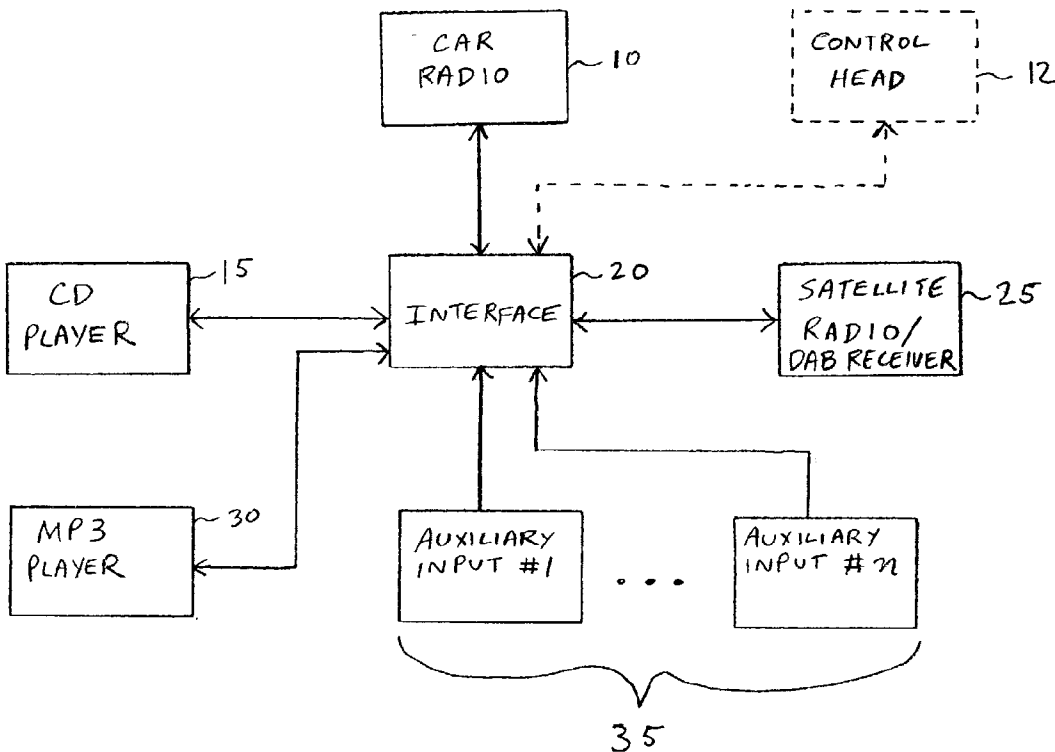 CAR
RADIO
10
CONTROL
HEAD
12
CD
PLAYER
15
INTERFACE
20
SATELLITE
RADIO/
DAB RECEIVER
25
MP3
PLAYER
30
AUXILIARY
INPUT #1
...
AUXILIARY
INPUT #n
35